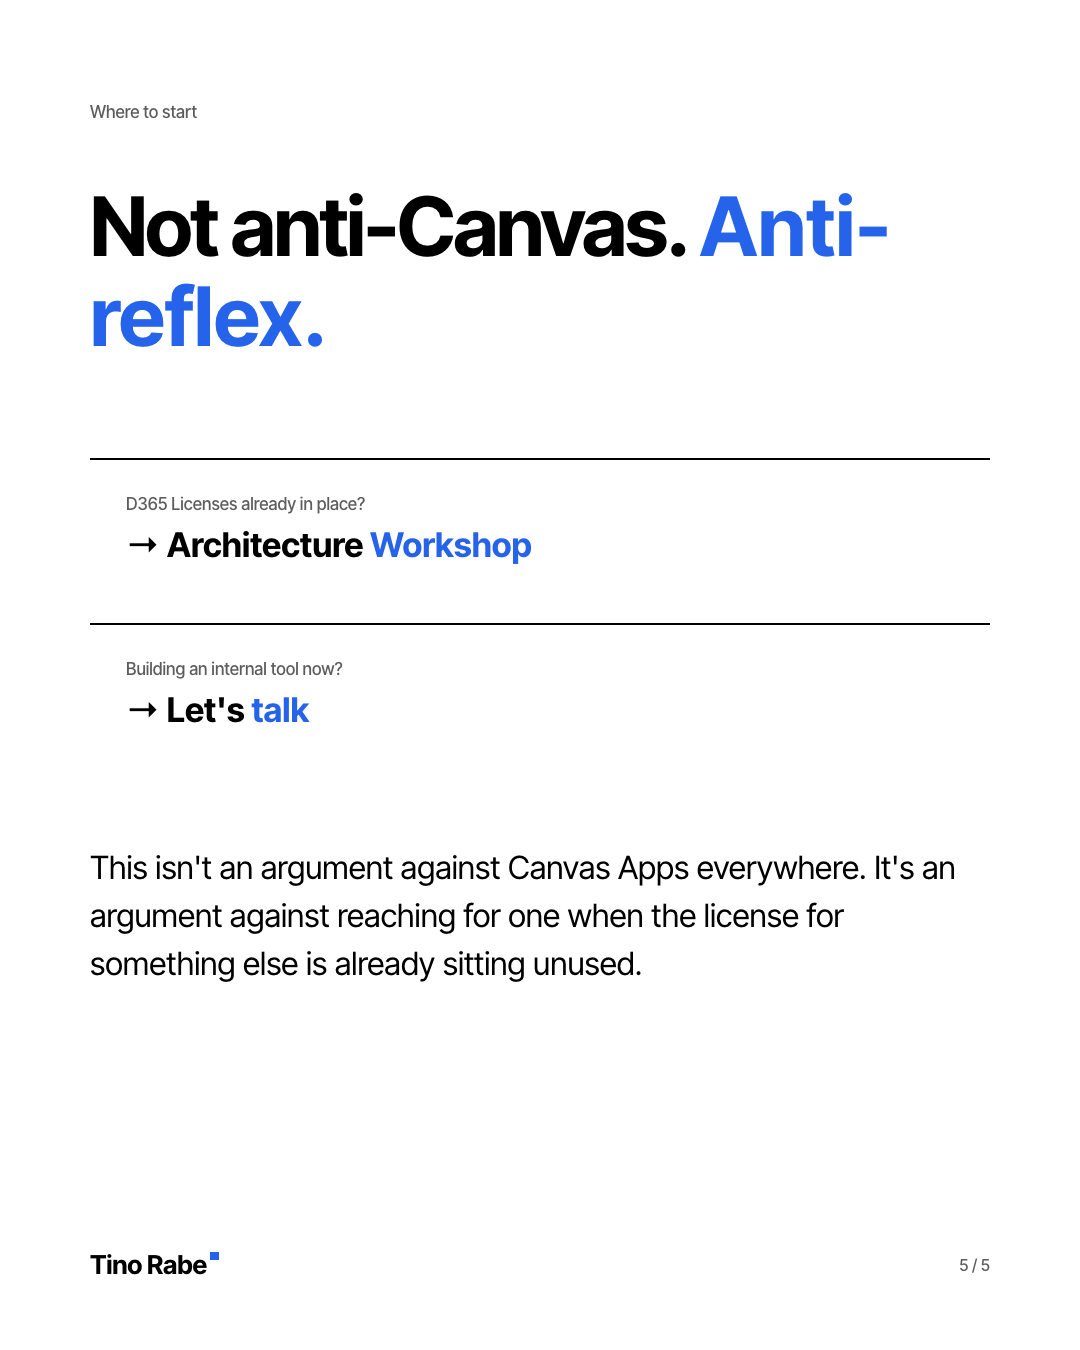 Where to start
Not anti-Canvas. Anti-
reflex.
D365 Licenses already in place?
→ Architecture Workshop
Building an internal tool now?
→ Let's talk
This isn't an argument against Canvas Apps everywhere. It's an
argument against reaching for one when the license for
something else is already sitting unused.
Tino Rabe
5 / 5